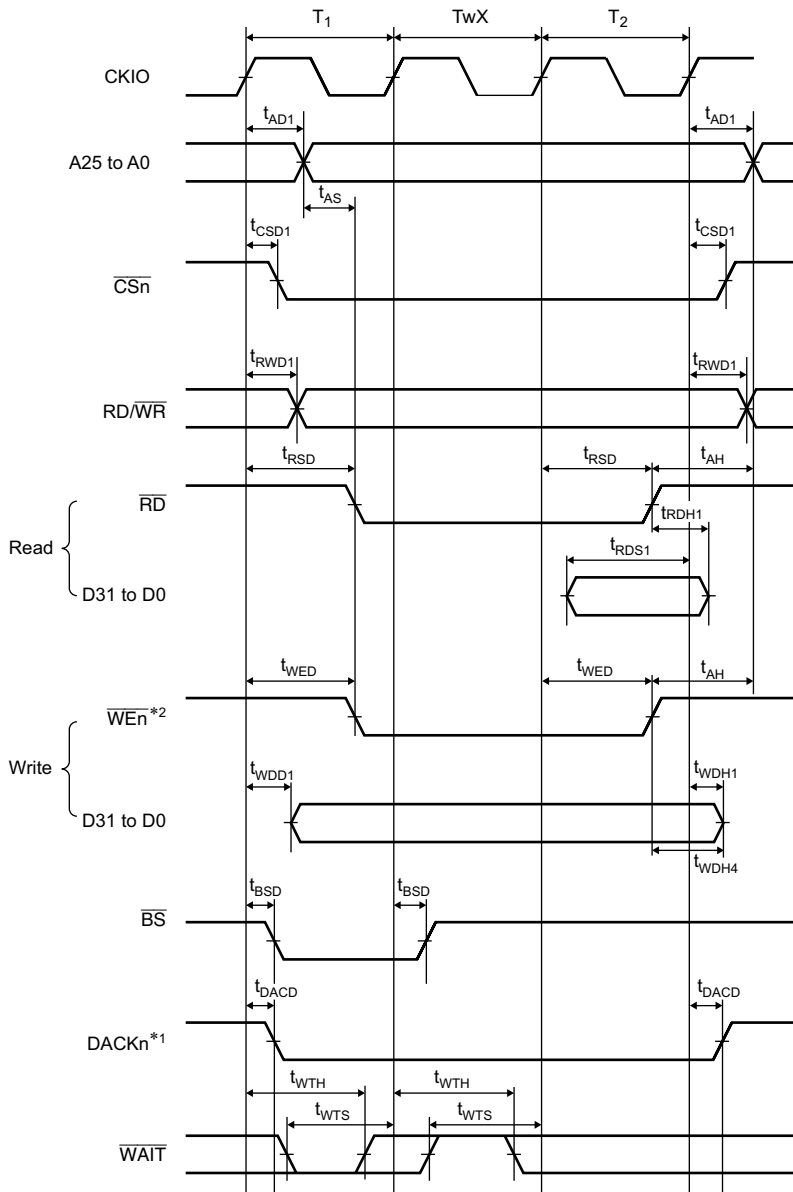 T1 TwX T2
CKIO
tAD1 tAD1
A25 to A0
tAS
tCSD1 tCSD1
CSn
tRWD1 tRWD1
RD/WR
tRSD tRSD tAH
RD
tRDH1
Read
tRDS1
D31 to D0
tWED tWED tAH
WEn*2
Write
tWDD1 tWDH1
D31 to D0
tWDH4
tBSD tBSD
BS
tDACD tDACD
DACKn*1
tWTH tWTH
tWTS tWTS
WAIT